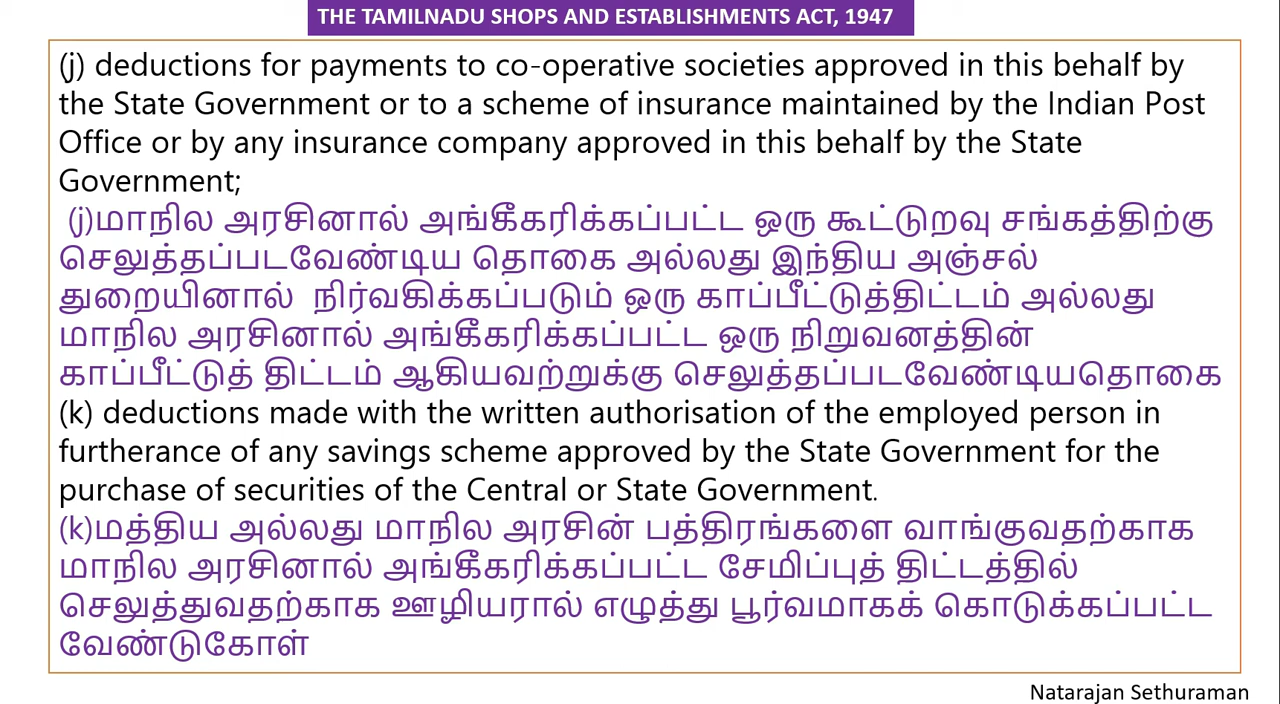 THE TAMILNADU SHOPS AND ESTABLISHMENTS ACT, 1947
(j) deductions for payments to co-operative societies approved in this behalf by
the State Government or to a scheme of insurance maintained by the Indian Post
Office or by any insurance company approved in this behalf by the State
Government;
(j)மாநில அரசினால் அங்கீகரிக்கப்பட்ட ஒரு கூட்டுறவு சங்கத்திற்கு
செலுத்தப்படவேண்டிய தொகை அல்லது இந்திய அஞ்சல்
துறையினால் நிர்வகிக்கப்படும் ஒரு காப்பீட்டுத்திட்டம் அல்லது
மாநில அரசினால் அங்கீகரிக்கப்பட்ட ஒரு நிறுவனத்தின்
காப்பீட்டுத் திட்டம் ஆகியவற்றுக்கு செலுத்தப்படவேண்டியதொகை
(k) deductions made with the written authorisation of the employed person in
furtherance of any savings scheme approved by the State Government for the
purchase of securities of the Central or State Government.
(k)மத்திய அல்லது மாநில அரசின் பத்திரங்களை வாங்குவதற்காக
மாநில அரசினால் அங்கீகரிக்கப்பட்ட சேமிப்புத் திட்டத்தில்
செலுத்துவதற்காக ஊழியரால் எழுத்து பூர்வமாகக் கொடுக்கப்பட்ட
வேண்டுகோள்
Natarajan Sethuraman